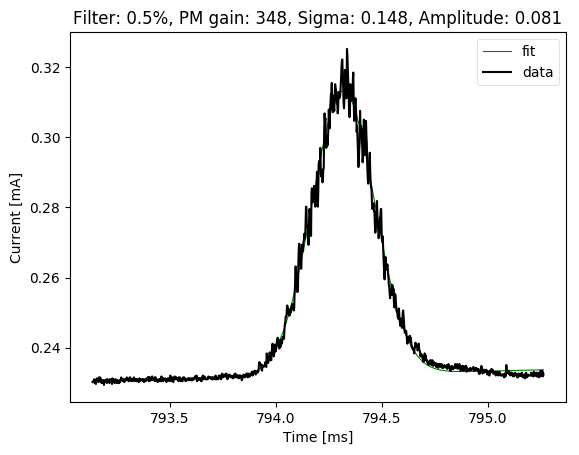 Filter: 0.5%, PM gain: 348, Sigma: 0.148, Amplitude: 0.081
fit
data
0.32
0.30
0.28
0.26
0.24
Current [mA]
793.5 794.0 794.5 795.0
Time [ms]